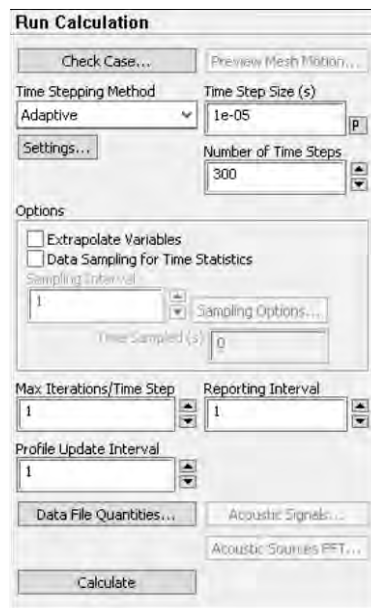 Run Calculation
Check Case... Preview Mesh Motion...
Time Stepping Method Time Step Size (s)
Adaptive 1e-05 P
Settings... Number of Time Steps
300
Options
Extrapolate Variables
Data Sampling for Time Statistics
Sampling Interval
1 Sampling Options...
Time Sampled (s) 0
Max Iterations/Time Step Reporting Interval
1 1
Profile Update Interval
1
Data File Quantities... Acoustic Signals...
Acoustic Sources FFT...
Calculate